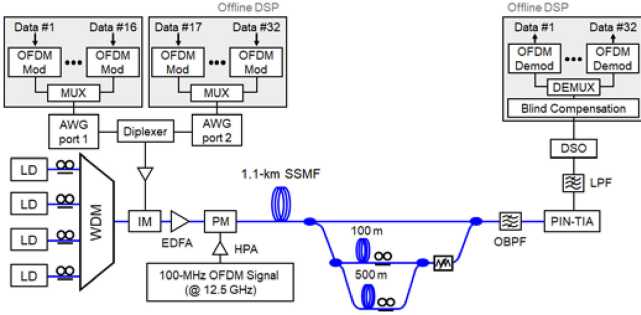 Offline DSP
Data #1
Data #16
Data #17
Data #32
OFDM
Mod
OFDM
Mod
OFDM
Mod
OFDM
Mod
MUX
MUX
AWG
port 1
Diplexer
AWG
port 2
Offline DSP
Data #1
Data #32
OFDM
Demod
OFDM
Demod
DEMUX
Blind Compensation
DSO
LPF
PIN-TIA
OBPF
LD
LD
LD
LD
WDM
IM
EDFA
PM
HPA
100-MHz OFDM Signal
(@ 12.5 GHz)
1.1-km SSMF
100 m
500 m